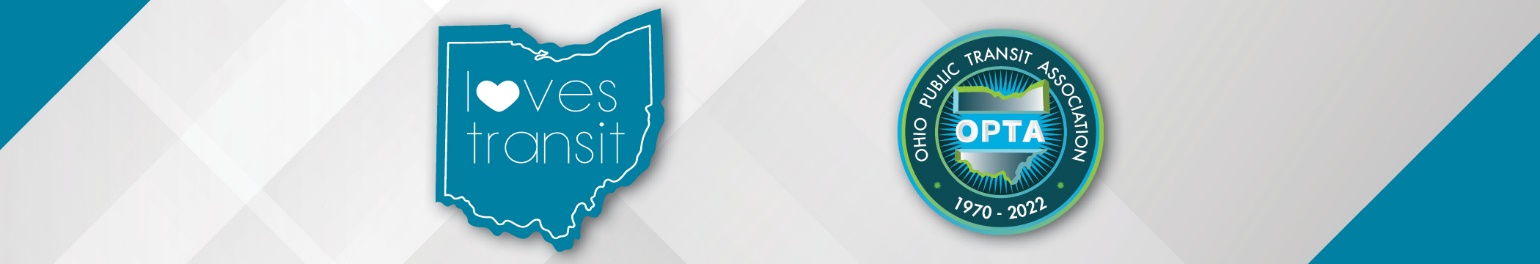 loves
transit
OHIO PUBLIC TRANSIT ASSOCIATION
OPTA
1970 - 2022